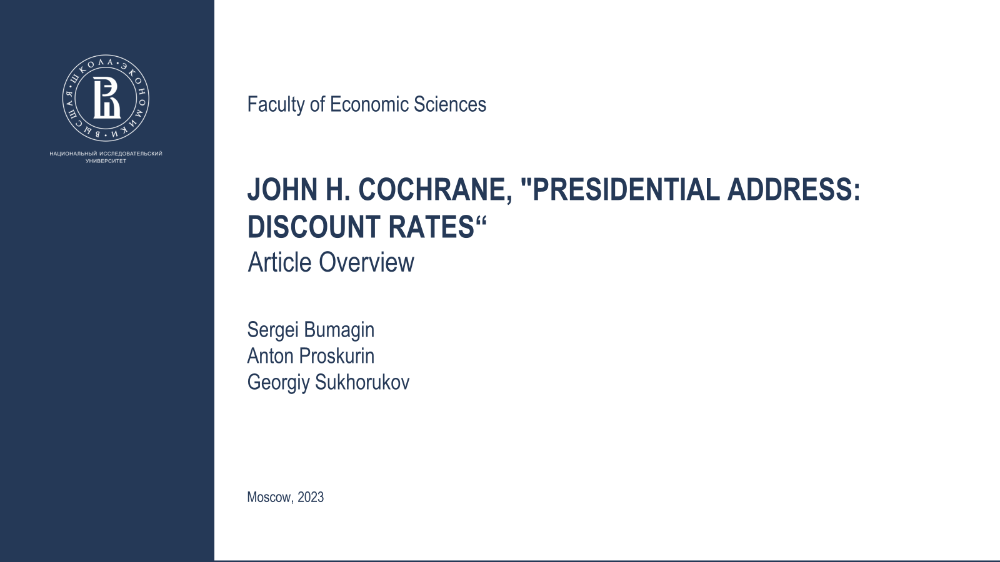 ВЫСШАЯ • ШКОЛА • ЭКОНОМИКИ •
НАЦИОНАЛЬНЫЙ ИССЛЕДОВАТЕЛЬСКИЙ
УНИВЕРСИТЕТ
Faculty of Economic Sciences
JOHN H. COCHRANE, "PRESIDENTIAL ADDRESS:
DISCOUNT RATES“
Article Overview
Sergei Bumagin
Anton Proskurin
Georgiy Sukhorukov
Moscow, 2023